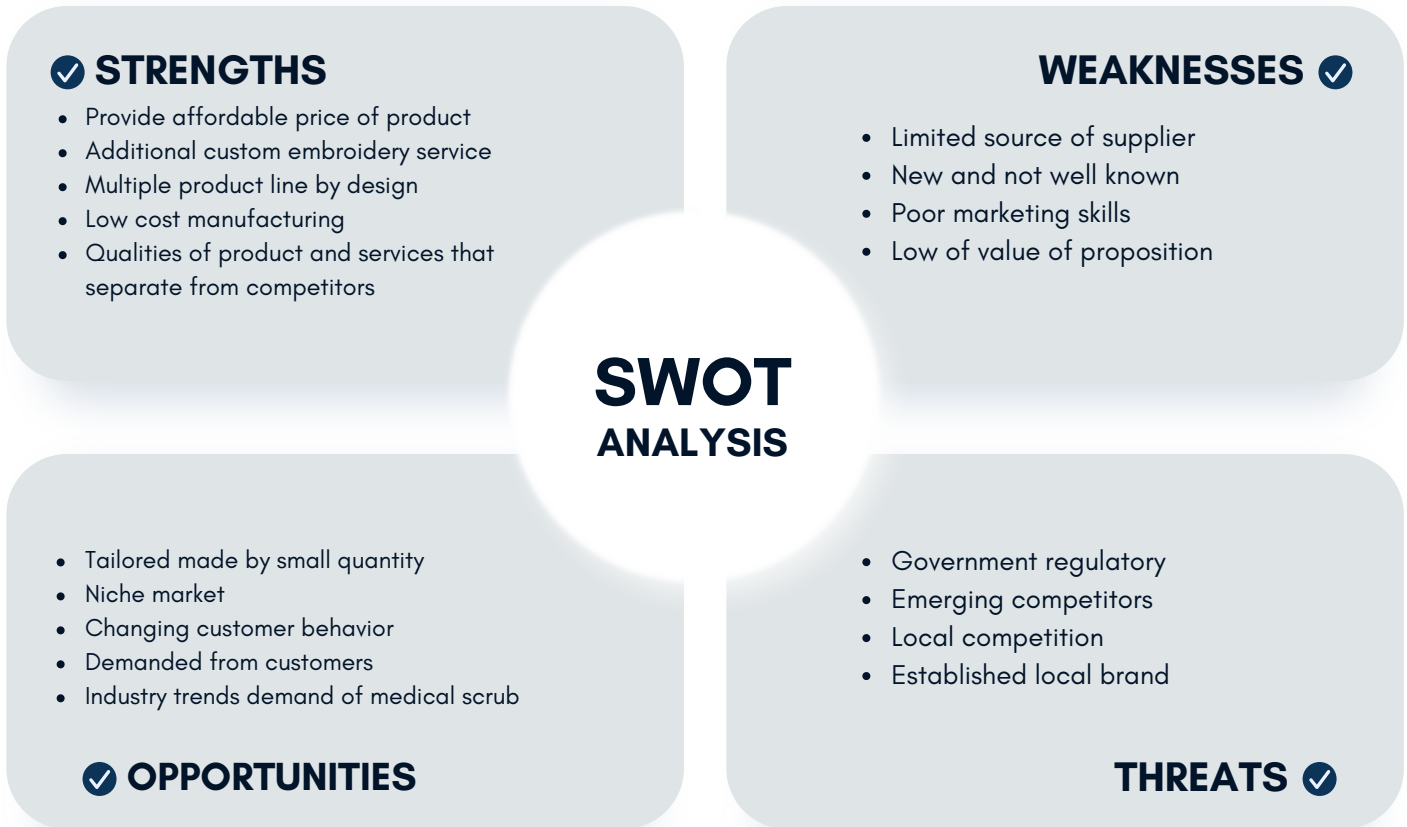 STRENGTHS
• Provide affordable price of product
• Additional custom embroidery service
• Multiple product line by design
• Low cost manufacturing
• Qualities of product and services that
separate from competitors
WEAKNESSES
• Limited source of supplier
• New and not well known
• Poor marketing skills
• Low of value of proposition
SWOT
ANALYSIS
• Tailored made by small quantity
• Niche market
• Changing customer behavior
• Demanded from customers
• Industry trends demand of medical scrub
OPPORTUNITIES
• Government regulatory
• Emerging competitors
• Local competition
• Established local brand
THREATS